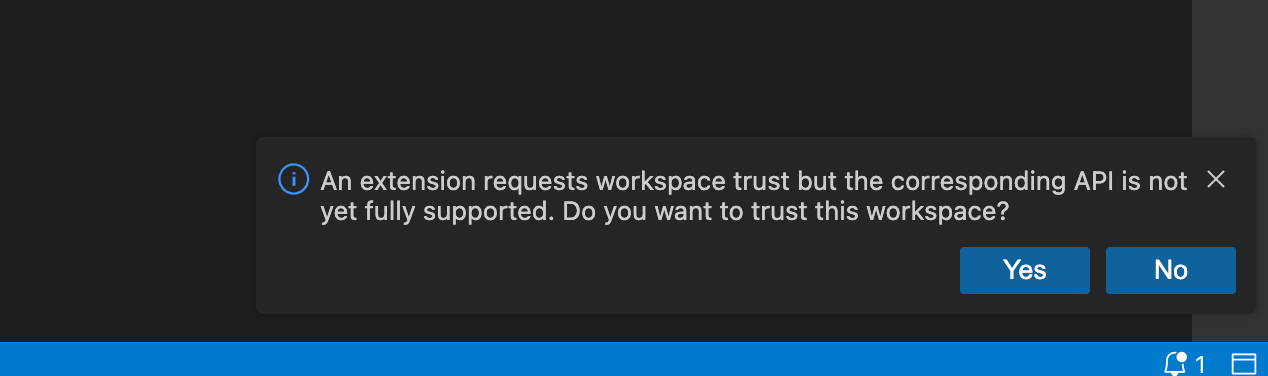 An extension requests workspace trust but the corresponding API is not
yet fully supported. Do you want to trust this workspace?
Yes No
1